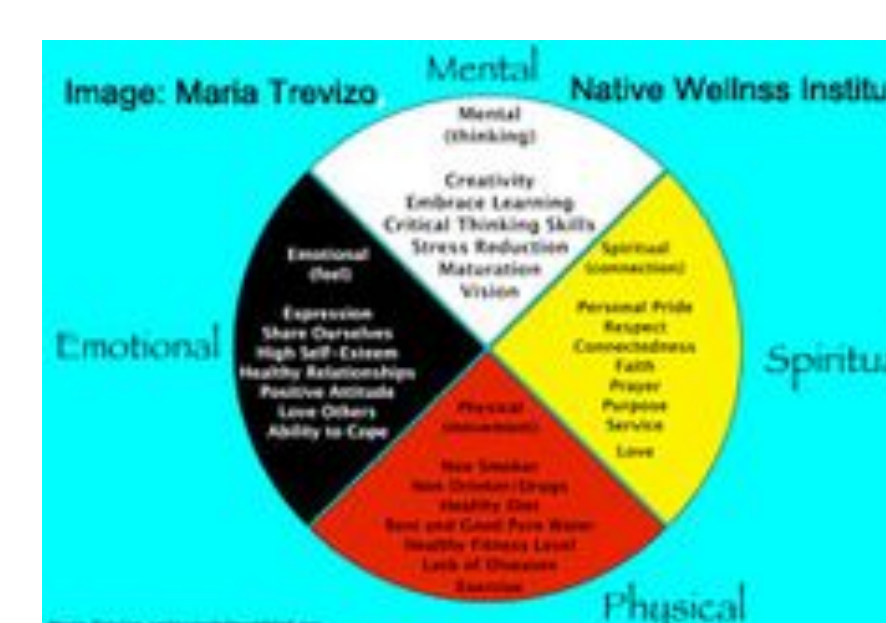 Mental
Image: Maria Trevizo
Native Wellnss Institu
Mental
(thinking)
Creativity
Embrace Learning
Critical Thinking Skills
Stress Reduction
Maturation
Vision
Spiritual
(connection)
Personal Pride
Respect
Connectedness
Faith
Prayer
Purpose
Service
Love
Emotional
(feel)
Expression
Share Ourselves
High Self-Esteem
Healthy Relationships
Positive Attitude
Love Others
Ability to Cope
Emotional
Spiritua
Physical
(movement)
Non Smoker
Non Drinker/Drugs
Healthy Diet
Rest and Good Pure Water
Healthy Fitness Level
Lack of Diseases
Exercise
Physical